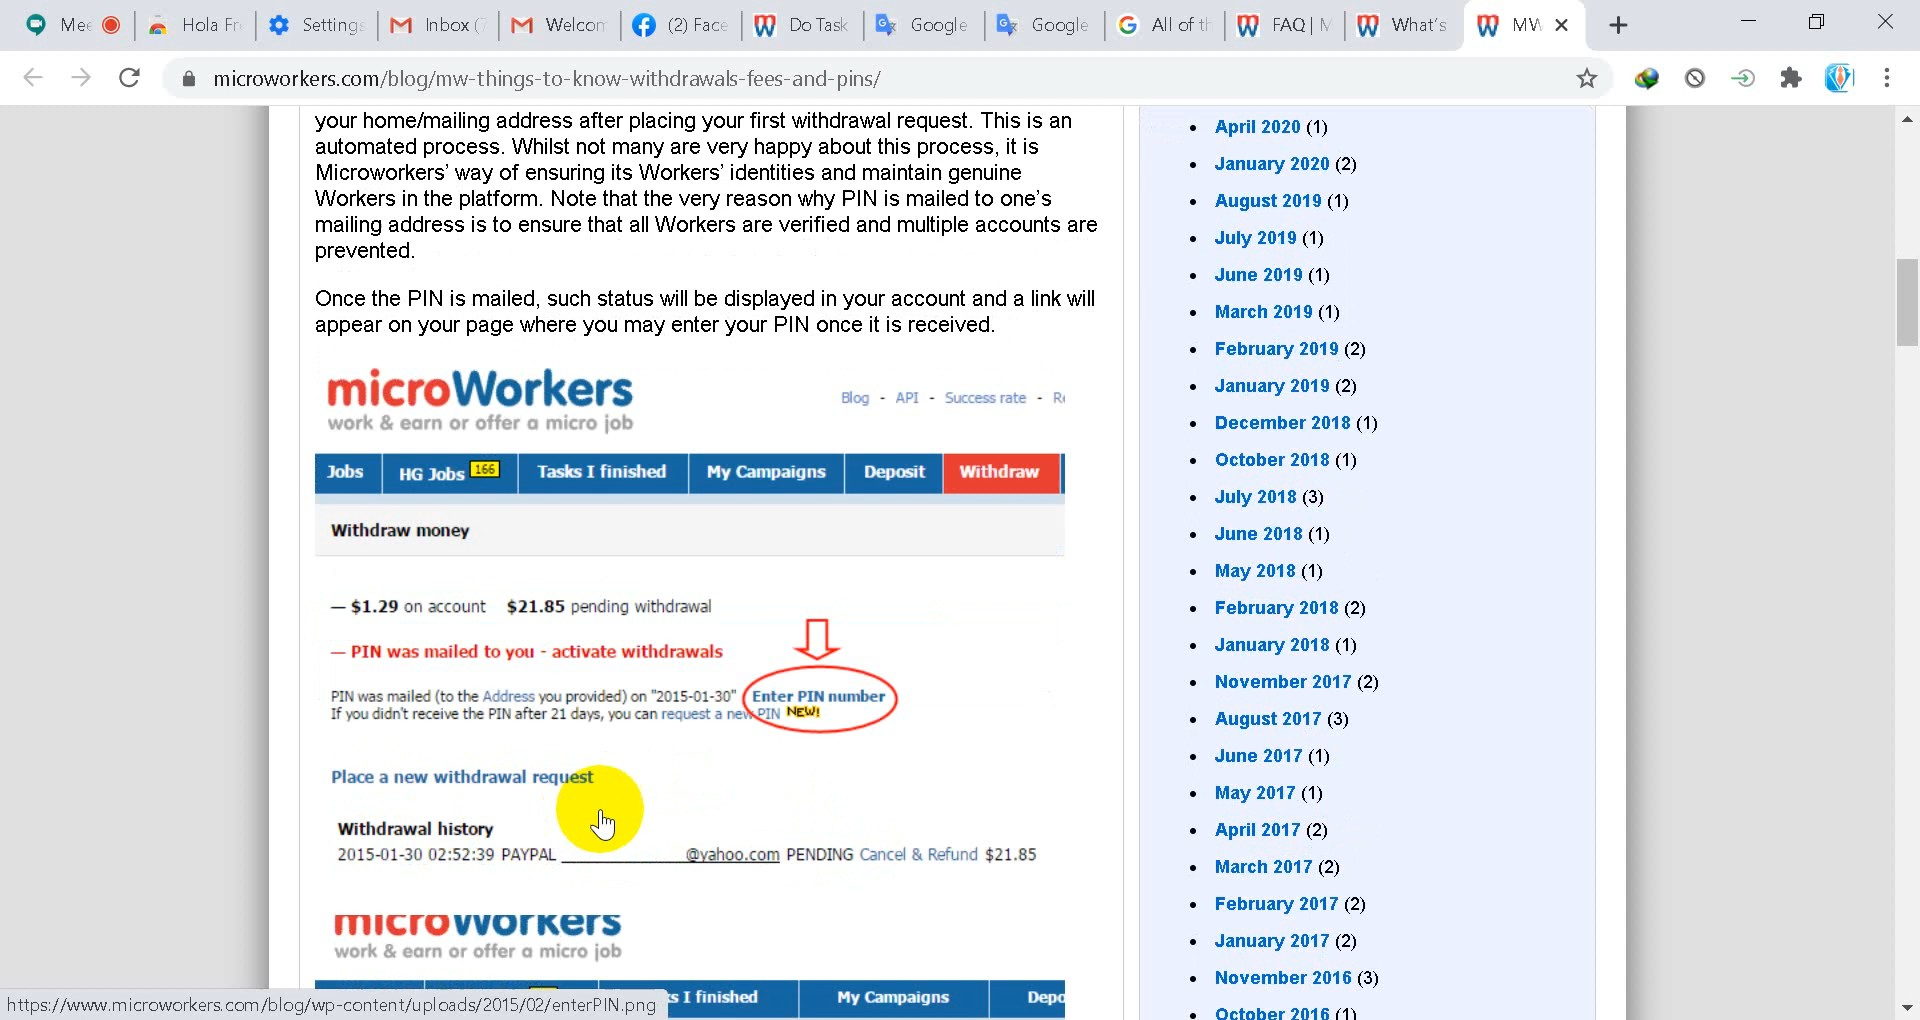 Mee
Hola Fr
Settings
Inbox (7
Welcom
(2) Face
Do Task
Google
Google
All of th
FAQ | M
What's
MW
microworkers.com/blog/mw-things-to-know-withdrawals-fees-and-pins/
your home/mailing address after placing your first withdrawal request. This is an
automated process. Whilst not many are very happy about this process, it is
Microworkers' way of ensuring its Workers' identities and maintain genuine
Workers in the platform. Note that the very reason why PIN is mailed to one's
mailing address is to ensure that all Workers are verified and multiple accounts are
prevented.
Once the PIN is mailed, such status will be displayed in your account and a link will
appear on your page where you may enter your PIN once it is received.
microWorkers
work & earn or offer a micro job
Blog - API - Success rate - Re
Jobs
HG Jobs 166
Tasks I finished
My Campaigns
Deposit
Withdraw
Withdraw money
— $1.29 on account $21.85 pending withdrawal
— PIN was mailed to you - activate withdrawals
PIN was mailed (to the Address you provided) on "2015-01-30" Enter PIN number
If you didn't receive the PIN after 21 days, you can request a new PIN NEW!
Place a new withdrawal request
Withdrawal history
2015-01-30 02:52:39 PAYPAL @yahoo.com PENDING Cancel & Refund $21.85
microWorkers
work & earn or offer a micro job
ks I finished
My Campaigns
Depo
https://www.microworkers.com/blog/wp-content/uploads/2015/02/enterPIN.png
April 2020 (1)
January 2020 (2)
August 2019 (1)
July 2019 (1)
June 2019 (1)
March 2019 (1)
February 2019 (2)
January 2019 (2)
December 2018 (1)
October 2018 (1)
July 2018 (3)
June 2018 (1)
May 2018 (1)
February 2018 (2)
January 2018 (1)
November 2017 (2)
August 2017 (3)
June 2017 (1)
May 2017 (1)
April 2017 (2)
March 2017 (2)
February 2017 (2)
January 2017 (2)
November 2016 (3)
October 2016 (1)